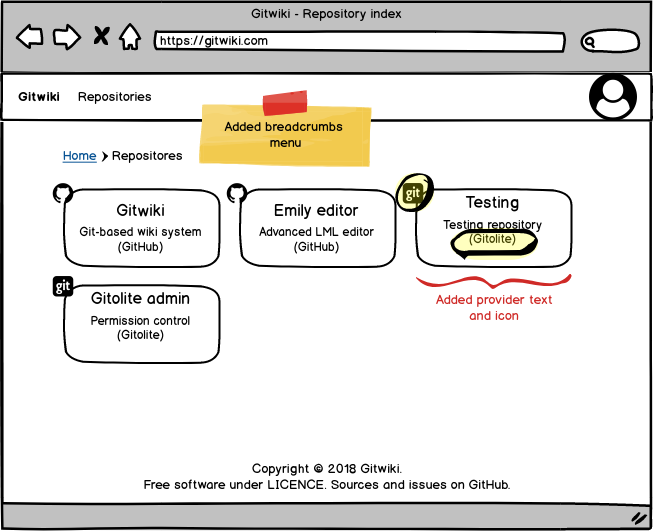 Gitwiki - Repository index
https://gitwiki.com
Gitwiki Repositories
Added breadcrumbs
menu
Home Repositores
git
Gitwiki
Git-based wiki system
(GitHub)
Emily editor
Advanced LML editor
(GitHub)
Testing
Testing repository
(Gitolite)
git
Gitolite admin
Permission control
(Gitolite)
Added provider text
and icon
Copyright © 2018 Gitwiki.
Free software under LICENCE. Sources and issues on GitHub.